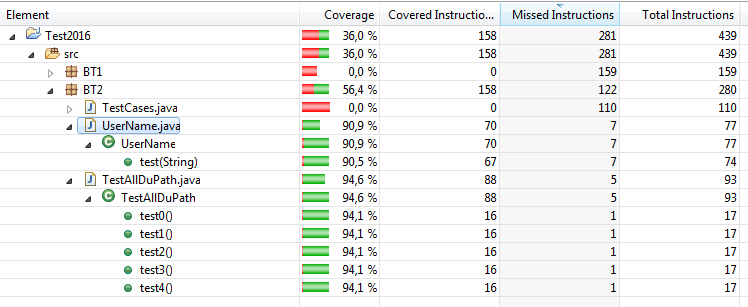 Element Coverage Covered Instructio... Missed Instructions Total Instructions
Test2016 36,0 % 158 281 439
src 36,0 % 158 281 439
BT1 0,0 % 0 159 159
BT2 56,4 % 158 122 280
TestCases.java 0,0 % 0 110 110
UserName.java 90,9 % 70 7 77
UserName 90,9 % 70 7 77
test(String) 90,5 % 67 7 74
TestAllDuPath.java 94,6 % 88 5 93
TestAllDuPath 94,6 % 88 5 93
test0() 94,1 % 16 1 17
test1() 94,1 % 16 1 17
test2() 94,1 % 16 1 17
test3() 94,1 % 16 1 17
test4() 94,1 % 16 1 17